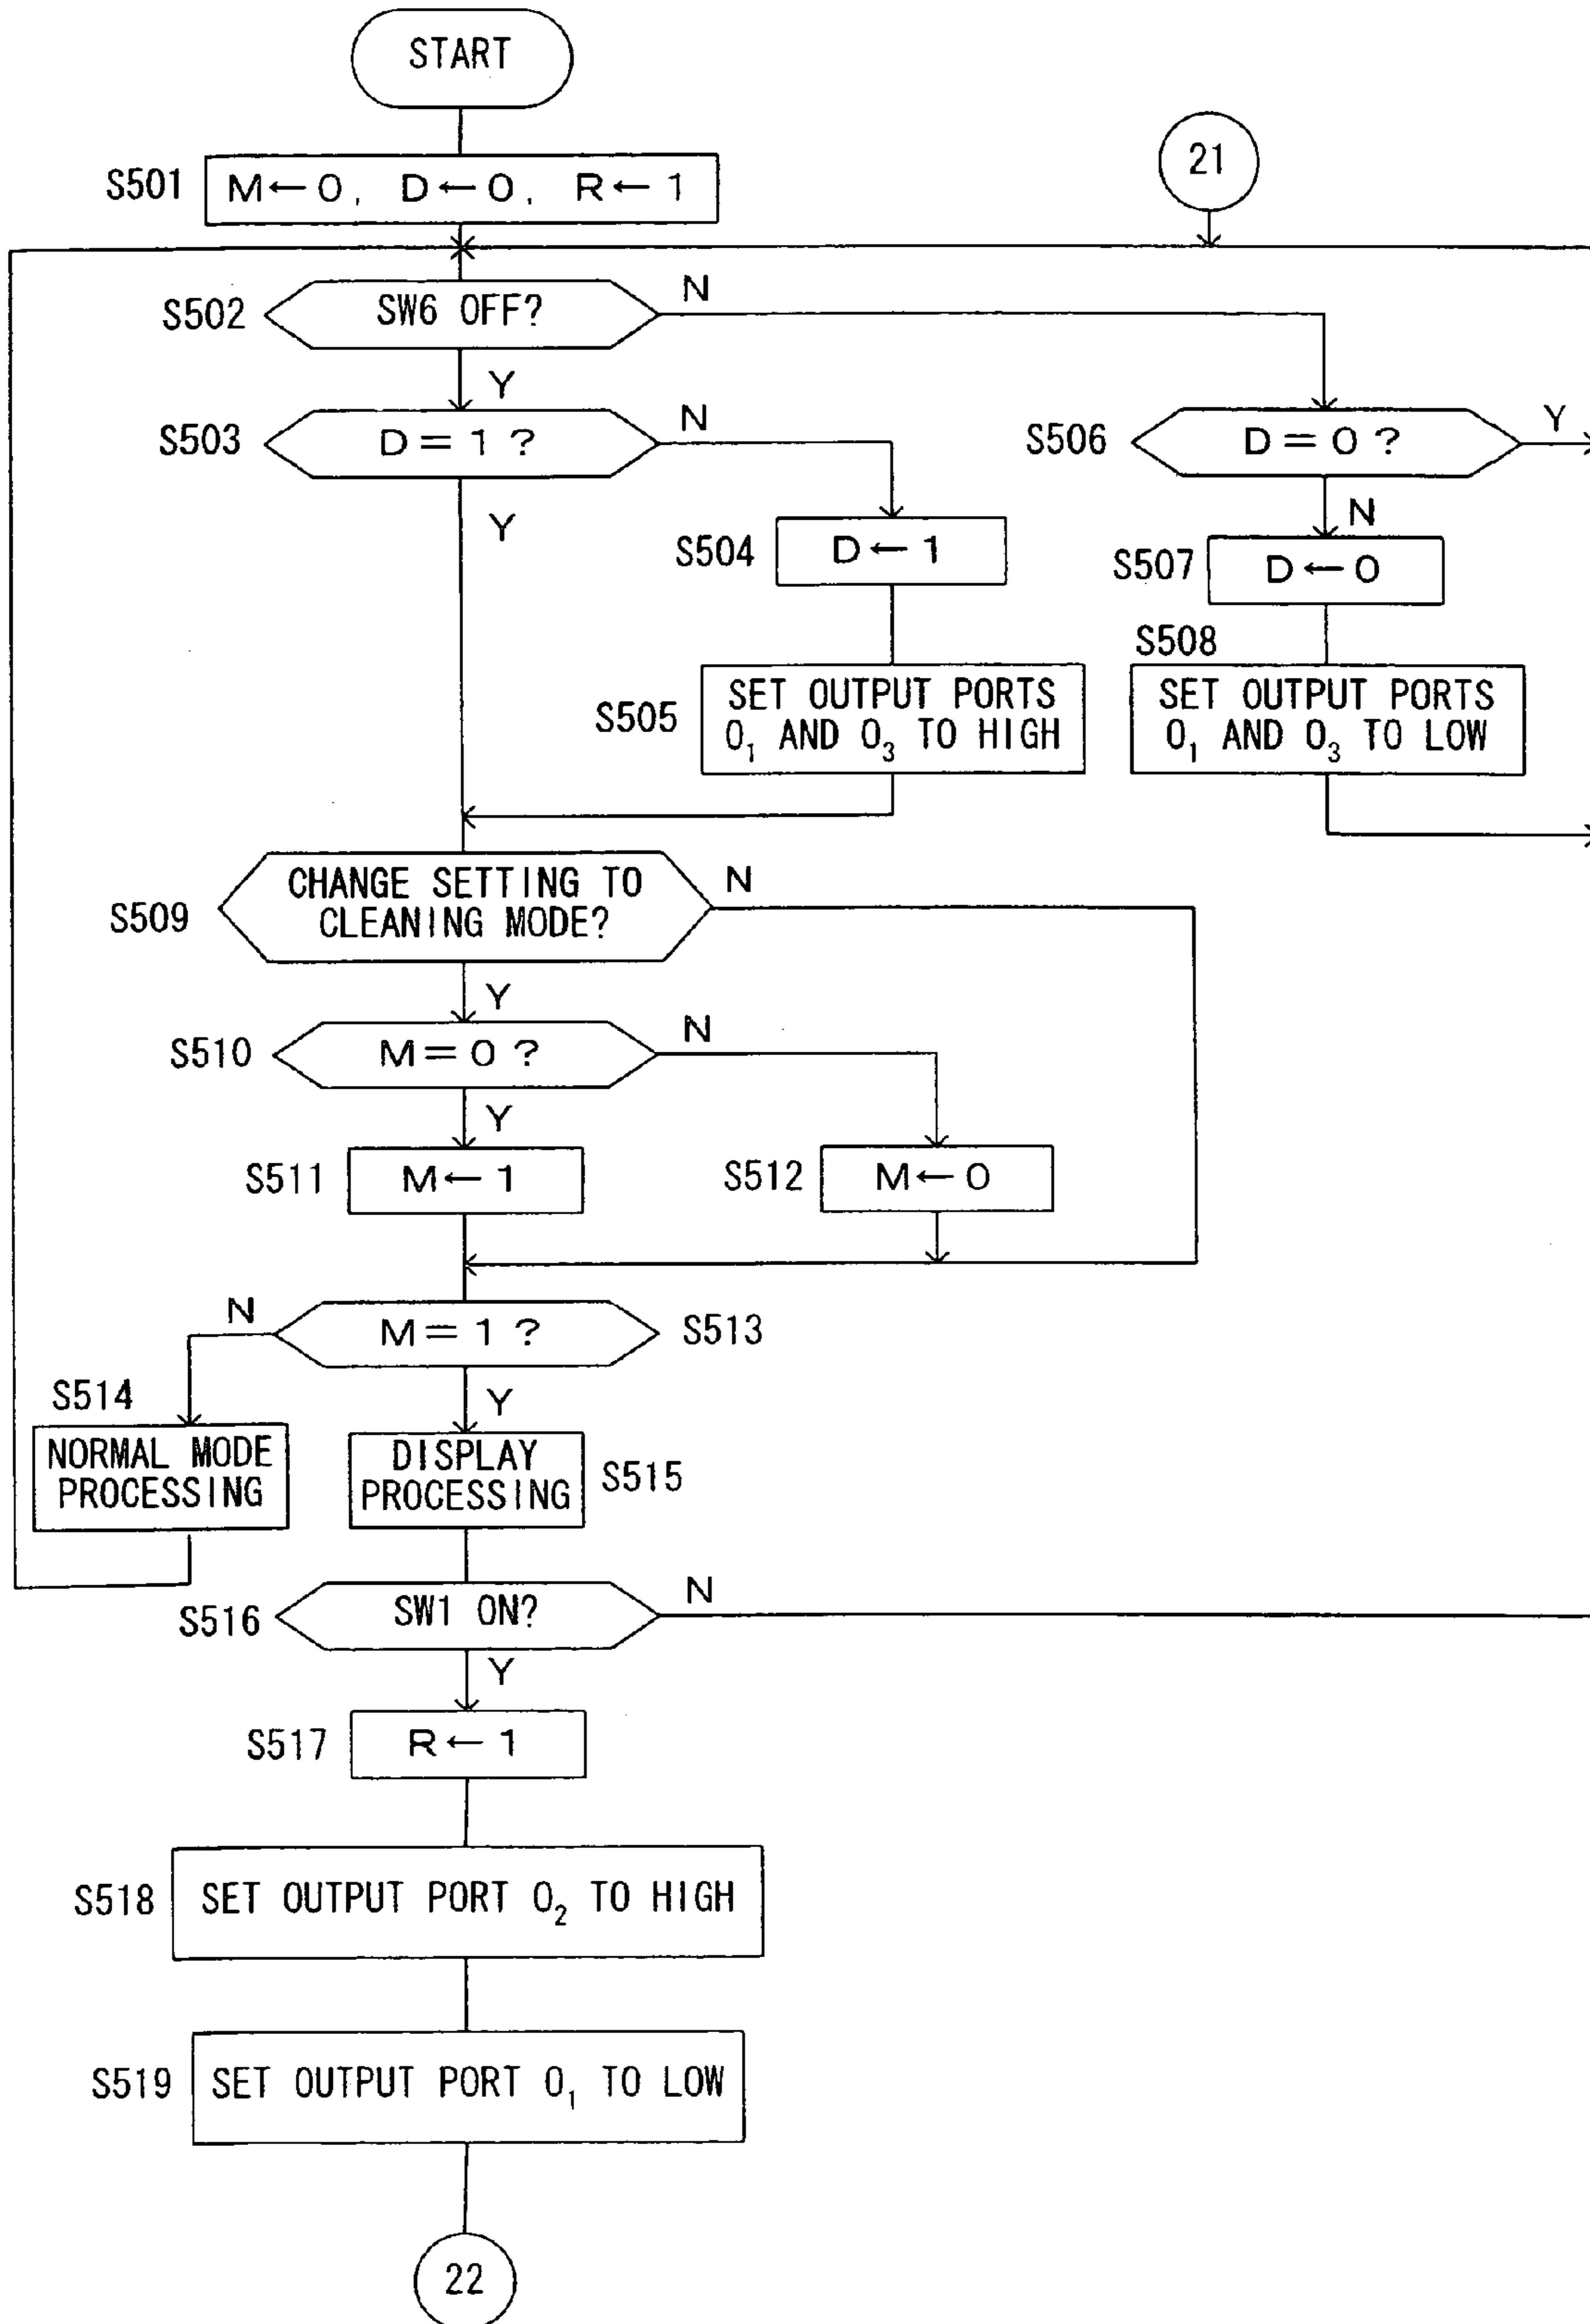 START
21
S501
M←0, D←0, R←1
S502
SW6 OFF?
N
Y
S503
D=1 ?
N
Y
S506
D=0 ?
Y
N
S504
D←1
S507
D←0
S505
SET OUTPUT PORTS
O₁ AND O₃ TO HIGH
S508
SET OUTPUT PORTS
O₁ AND O₃ TO LOW
S509
CHANGE SETTING TO
CLEANING MODE?
N
Y
S510
M=0 ?
N
Y
S511
M←1
S512
M←0
N
M=1 ?
S513
Y
S514
NORMAL MODE
PROCESSING
DISPLAY
PROCESSING
S515
S516
SW1 ON?
N
Y
S517
R←1
S518
SET OUTPUT PORT O₂ TO HIGH
S519
SET OUTPUT PORT O₁ TO LOW
22